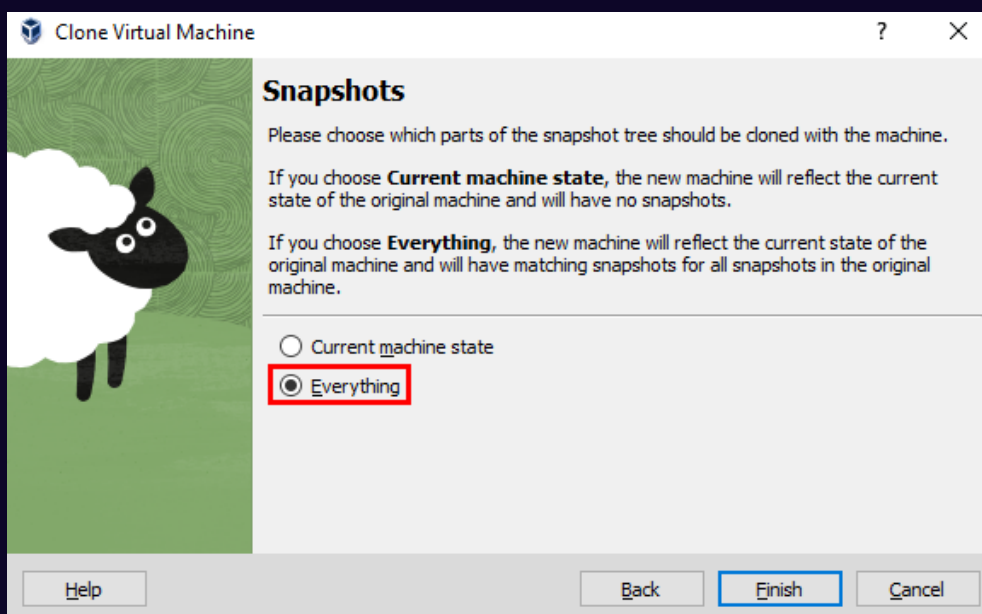 Clone Virtual Machine
?
Snapshots
Please choose which parts of the snapshot tree should be cloned with the machine.
If you choose Current machine state, the new machine will reflect the current
state of the original machine and will have no snapshots.
If you choose Everything, the new machine will reflect the current state of the
original machine and will have matching snapshots for all snapshots in the original
machine.
Current machine state
Everything
Help
Back
Finish
Cancel